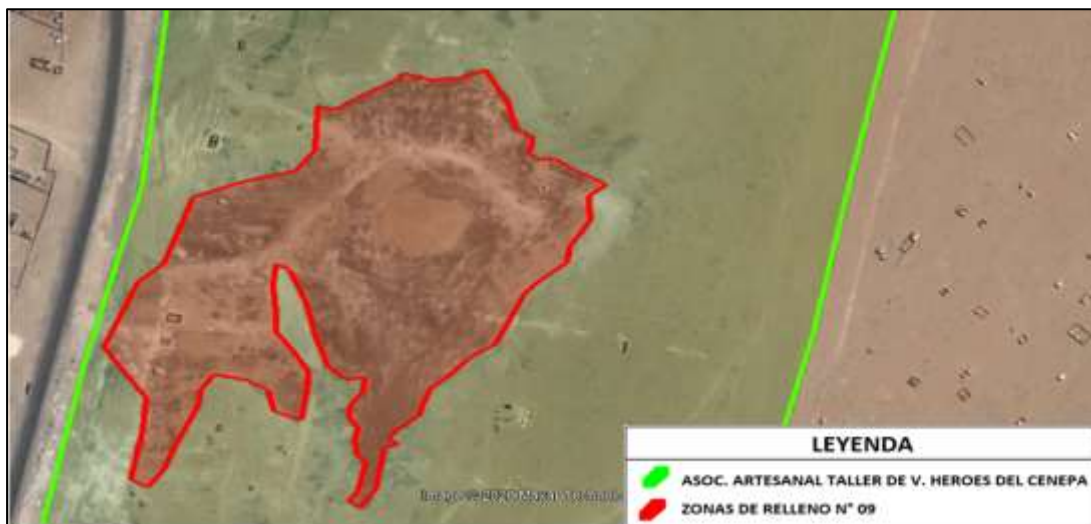 LEYENDA
ASOC. ARTESANAL TALLER DE V. HEROES DEL CENEPA
ZONAS DE RELLENO N° 09